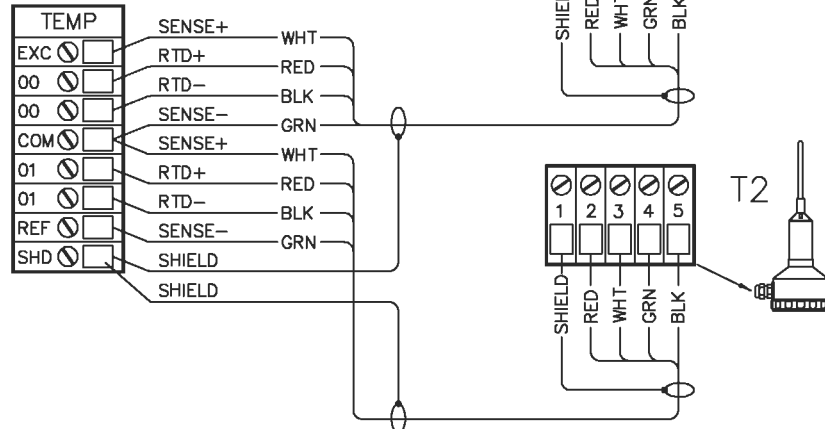 TEMP
EXC
00
00
COM
01
01
REF
SHD
SENSE+
RTD+
RTD−
SENSE−
SENSE+
RTD+
RTD−
SENSE−
SHIELD
SHIELD
WHT
RED
BLK
GRN
WHT
RED
BLK
GRN
RED
GRN
BLK
1 2 3 4 5
T2
SHIELD
RED
WHT
GRN
BLK